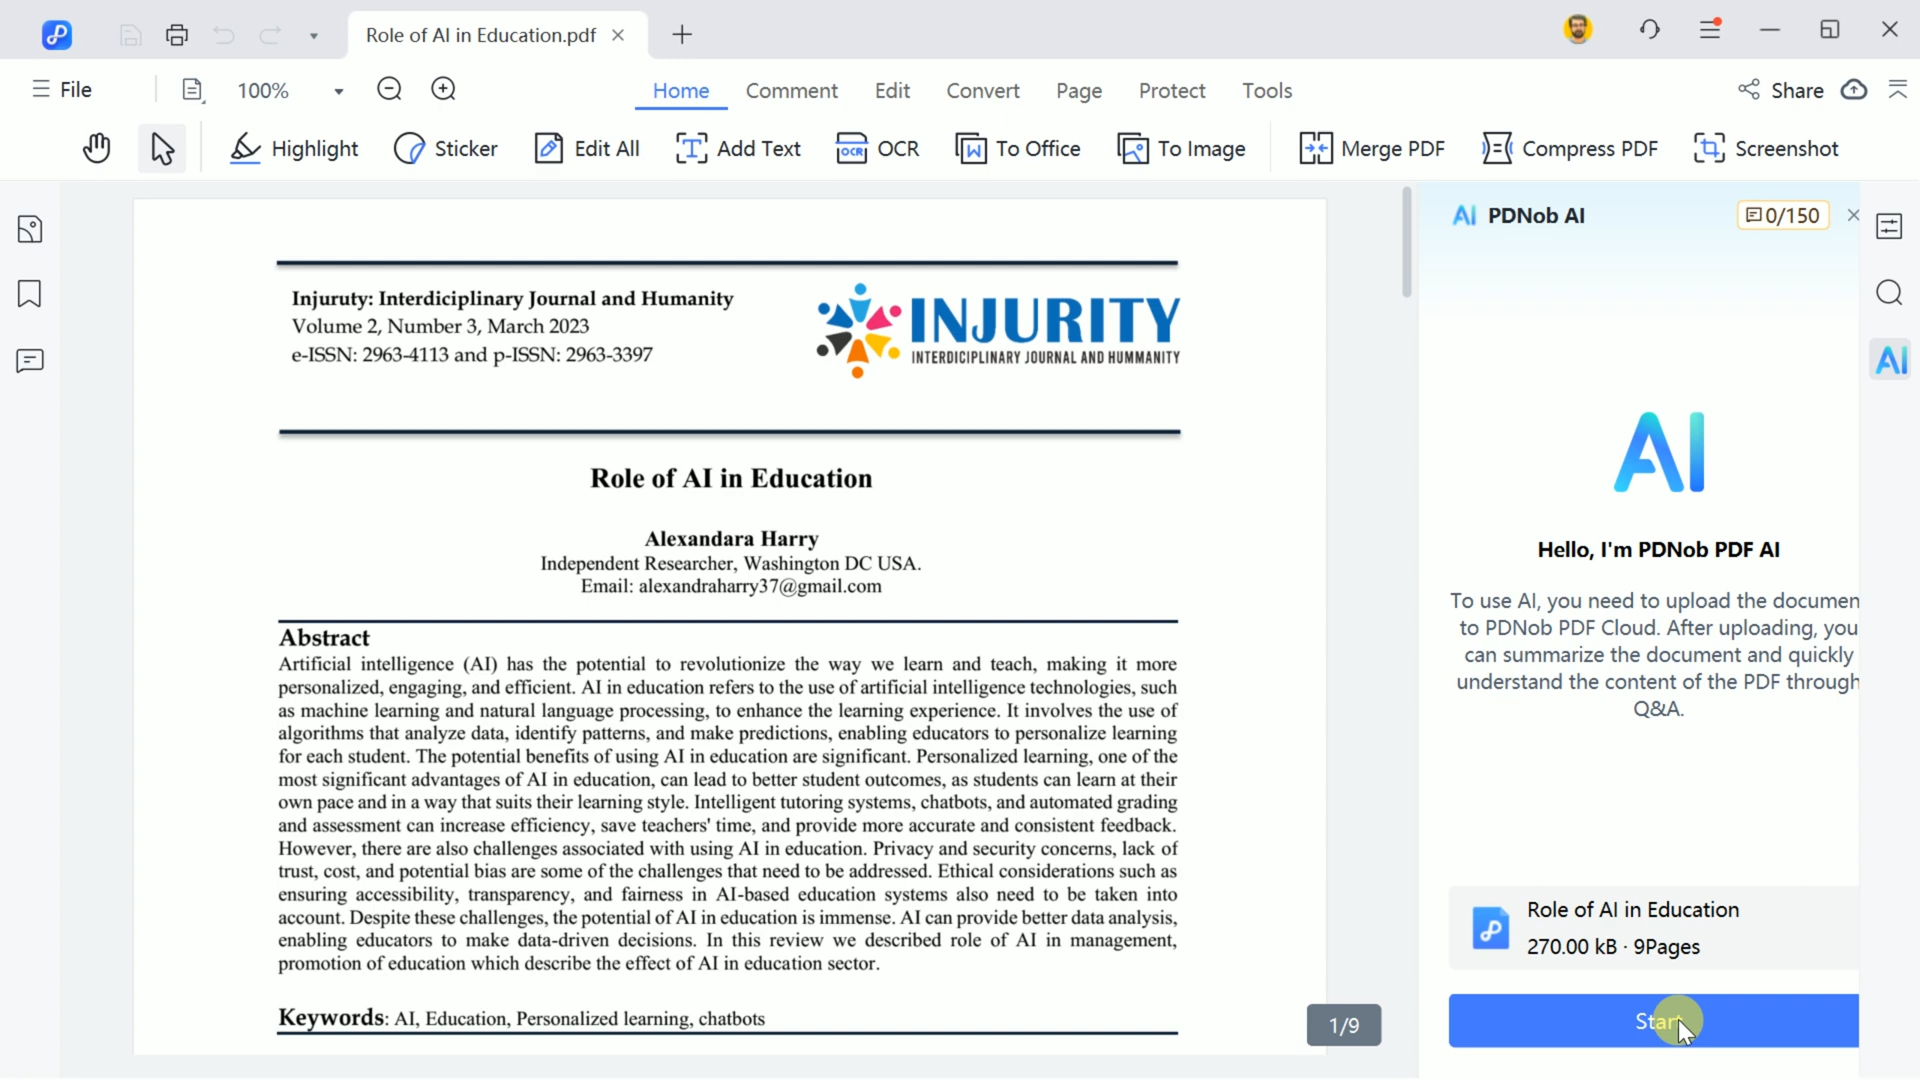 Role of AI in Education.pdf
File
100%
Home
Comment
Edit
Convert
Page
Protect
Tools
Share
Highlight
Sticker
Edit All
Add Text
OCR
To Office
To Image
Merge PDF
Compress PDF
Screenshot
Injuruty: Interdiciplinary Journal and Humanity
Volume 2, Number 3, March 2023
e-ISSN: 2963-4113 and p-ISSN: 2963-3397
INJURITY
INTERDICIPLINARY JOURNAL AND HUMMANITY
Role of AI in Education
Alexandara Harry
Independent Researcher, Washington DC USA.
Email: alexandraharry37@gmail.com
Abstract
Artificial intelligence (AI) has the potential to revolutionize the way we learn and teach, making it more
personalized, engaging, and efficient. AI in education refers to the use of artificial intelligence technologies, such
as machine learning and natural language processing, to enhance the learning experience. It involves the use of
algorithms that analyze data, identify patterns, and make predictions, enabling educators to personalize learning
for each student. The potential benefits of using AI in education are significant. Personalized learning, one of the
most significant advantages of AI in education, can lead to better student outcomes, as students can learn at their
own pace and in a way that suits their learning style. Intelligent tutoring systems, chatbots, and automated grading
and assessment can increase efficiency, save teachers' time, and provide more accurate and consistent feedback.
However, there are also challenges associated with using AI in education. Privacy and security concerns, lack of
trust, cost, and potential bias are some of the challenges that need to be addressed. Ethical considerations such as
ensuring accessibility, transparency, and fairness in AI-based education systems also need to be taken into
account. Despite these challenges, the potential of AI in education is immense. AI can provide better data analysis,
enabling educators to make data-driven decisions. In this review we described role of AI in management,
promotion of education which describe the effect of AI in education sector.
Keywords: AI, Education, Personalized learning, chatbots
1/9
AI PDNob AI
0/150
AI
AI
Hello, I'm PDNob PDF AI
To use AI, you need to upload the documen
to PDNob PDF Cloud. After uploading, you
can summarize the document and quickly
understand the content of the PDF through
Q&A.
Role of AI in Education
270.00 kB · 9Pages
Start